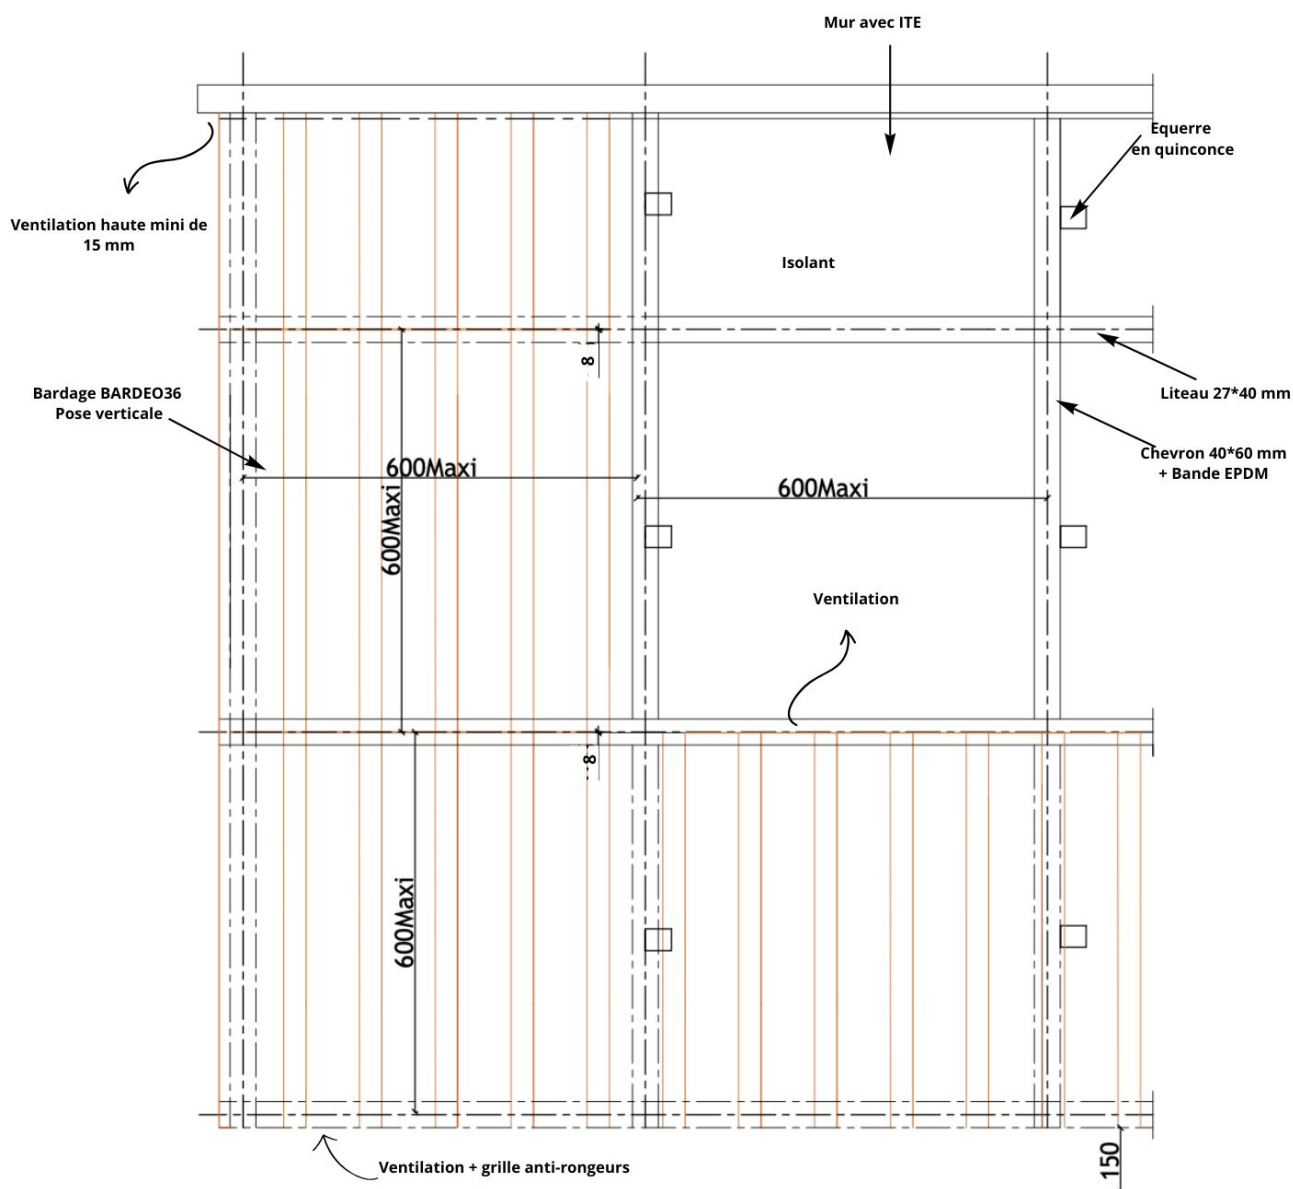 Mur avec ITE
Equerre
en quinconce
Ventilation haute mini de
15 mm
Isolant
8
Liteau 27*40 mm
Bardage BARDEO36
Pose verticale
Chevron 40*60 mm
+ Bande EPDM
600Maxi
600Maxi
600Maxi
Ventilation
8
600Maxi
150
Ventilation + grille anti-rongeurs